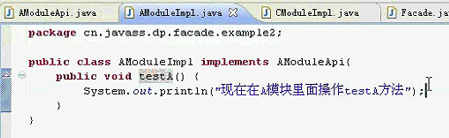 AModuleApi.java AModuleImpl.java CModuleImpl.java Facade.java
package cn.javass.dp.facade.example2;
public class AModuleImpl implements AModuleApi{
public void testA() {
System.out.println("现在在A模块里面操作testA方法");
}
}